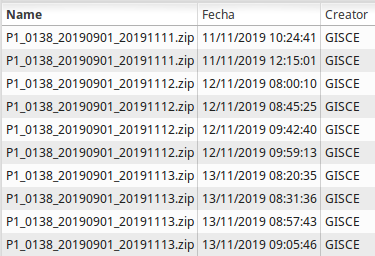 Name Fecha Creator
P1_0138_20190901_20191111.zip 11/11/2019 10:24:41 GISCE
P1_0138_20190901_20191111.zip 11/11/2019 12:15:01 GISCE
P1_0138_20190901_20191112.zip 12/11/2019 08:00:10 GISCE
P1_0138_20190901_20191112.zip 12/11/2019 08:45:25 GISCE
P1_0138_20190901_20191112.zip 12/11/2019 09:42:40 GISCE
P1_0138_20190901_20191112.zip 12/11/2019 09:59:13 GISCE
P1_0138_20190901_20191113.zip 13/11/2019 08:20:35 GISCE
P1_0138_20190901_20191113.zip 13/11/2019 08:31:36 GISCE
P1_0138_20190901_20191113.zip 13/11/2019 08:57:43 GISCE
P1_0138_20190901_20191113.zip 13/11/2019 09:05:46 GISCE